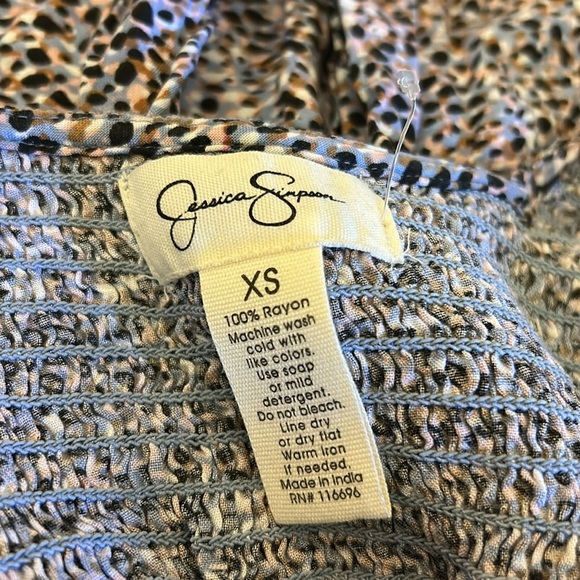 Jessica Simpson
XS
100% Rayon
Machine wash
cold with
like colors.
Use soap
or mild
detergent.
Do not bleach.
Line dry
or dry flat
Warm iron
if needed.
Made in India
RN# 116696